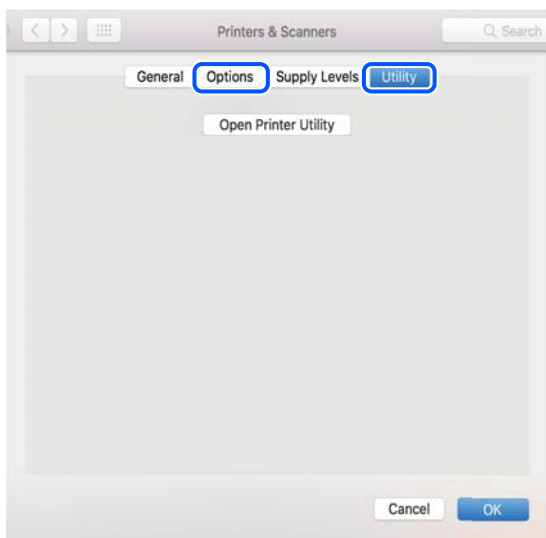 Printers & Scanners Search
General Options Supply Levels Utility
Open Printer Utility
Cancel OK